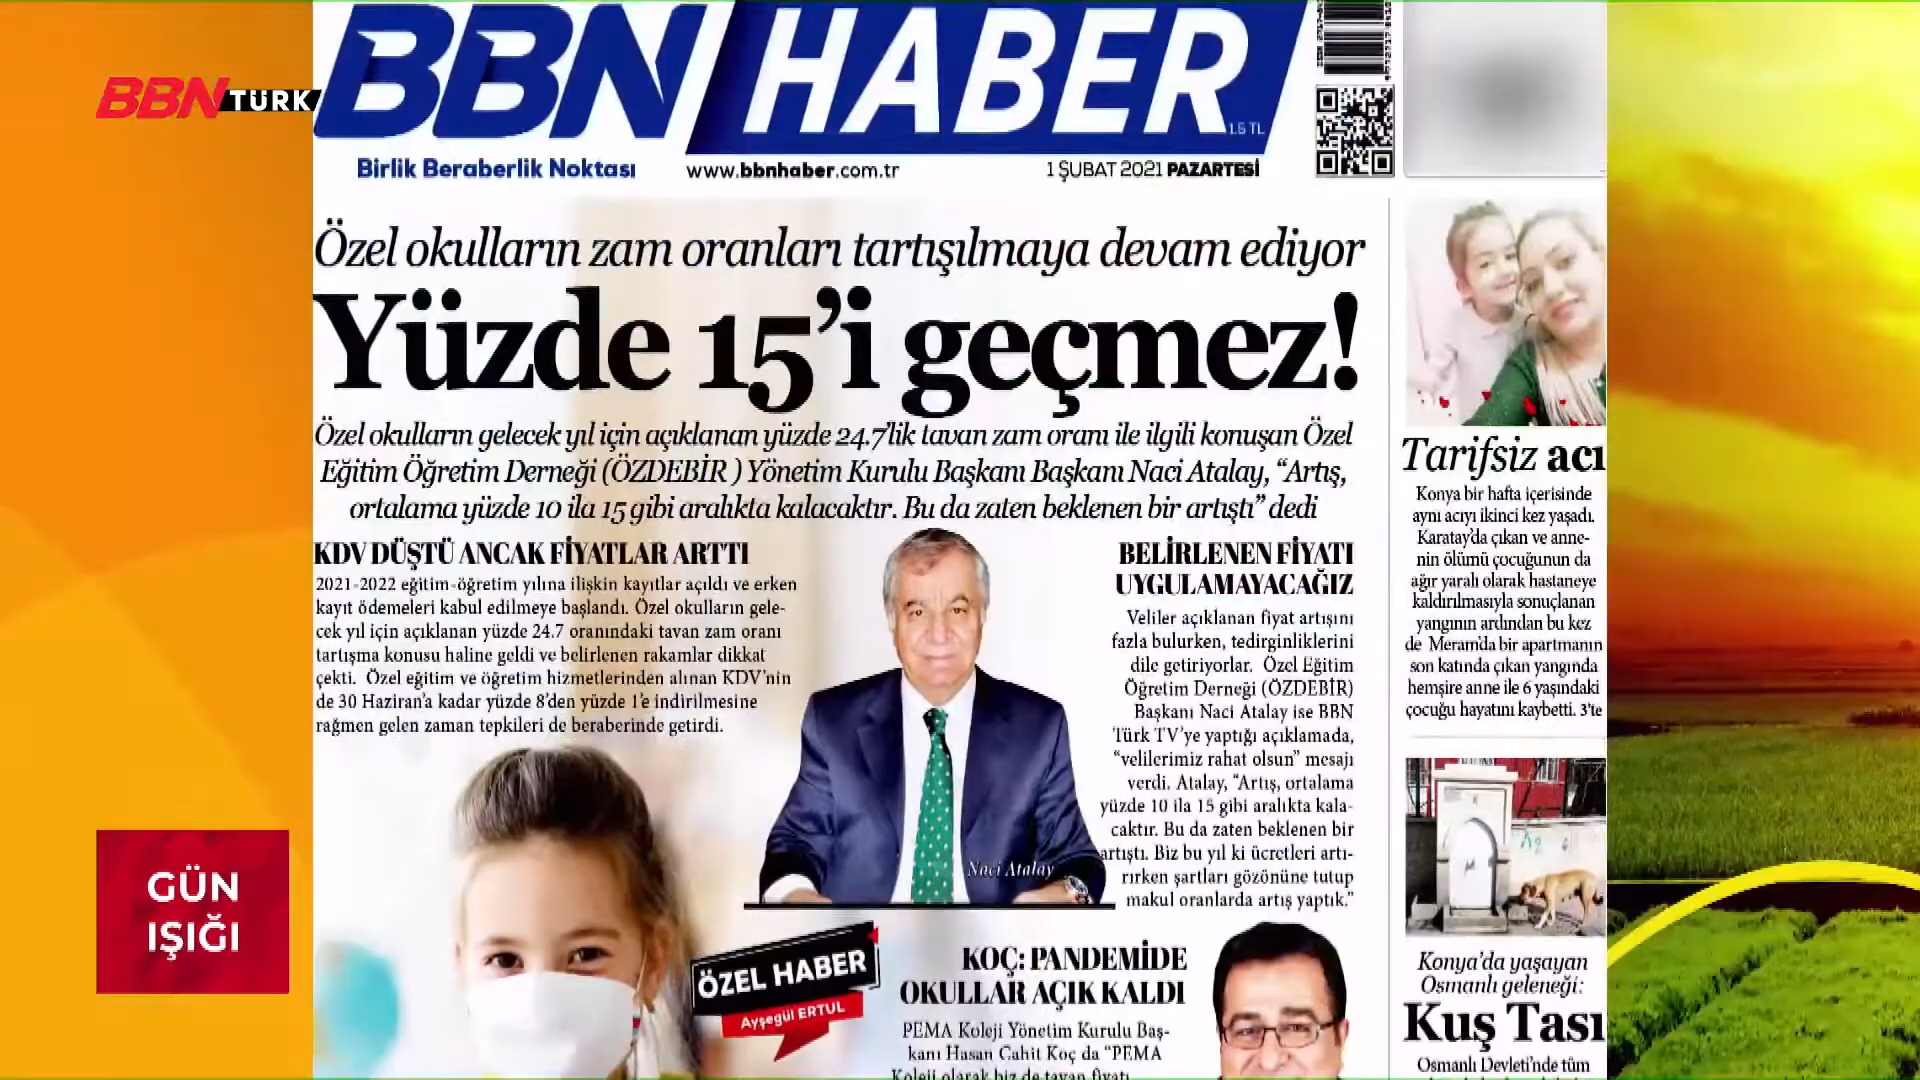 BBN TÜRK
BBN HABER
1.5 TL
Birlik Beraberlik Noktası
www.bbnhaber.com.tr
1 ŞUBAT 2021 PAZARTESİ
Özel okulların zam oranları tartışılmaya devam ediyor
Yüzde 15’i geçmez!
Özel okulların gelecek yıl için açıklanan yüzde 24.7’lik tavan zam oranı ile ilgili konuşan Özel
Eğitim Öğretim Derneği (ÖZDEBİR ) Yönetim Kurulu Başkanı Başkanı Naci Atalay, “Artış,
ortalama yüzde 10 ila 15 gibi aralıkta kalacaktır. Bu da zaten beklenen bir artıştı” dedi
KDV DÜŞTÜ ANCAK FİYATLAR ARTTI
2021-2022 eğitim-öğretim yılına ilişkin kayıtlar açıldı ve erken
kayıt ödemeleri kabul edilmeye başlandı. Özel okulların gele-
cek yıl için açıklanan yüzde 24.7 oranındaki tavan zam oranı
tartışma konusu haline geldi ve belirlenen rakamlar dikkat
çekti. Özel eğitim ve öğretim hizmetlerinden alınan KDV’nin
de 30 Haziran’a kadar yüzde 8’den yüzde 1’e indirilmesine
rağmen gelen zaman tepkileri de beraberinde getirdi.
Naci Atalay
BELİRLENEN FİYATI
UYGULAMAYACAĞIZ
Veliler açıklanan fiyat artışını
fazla bulurken, tedirginliklerini
dile getiriyorlar. Özel Eğitim
Öğretim Derneği (ÖZDEBİR)
Başkanı Naci Atalay ise BBN
Türk TV’ye yaptığı açıklamada,
“velilerimiz rahat olsun” mesajı
verdi. Atalay, “Artış, ortalama
yüzde 10 ila 15 gibi aralıkta kala-
caktır. Bu da zaten beklenen bir
artıştı. Biz bu yıl ki ücretleri artı-
rırken şartları gözönüne tutup
makul oranlarda artış yaptık.”
ÖZEL HABER
Ayşegül ERTUL
KOÇ: PANDEMİDE
OKULLAR AÇIK KALDI
PEMA Koleji Yönetim Kurulu Baş-
kanı Hasan Cahit Koç da “PEMA
Koleji olarak biz de tavan fiyatı
Tarifsiz acı
Konya bir hafta içerisinde
aynı acıyı ikinci kez yaşadı.
Karatay’da çıkan ve anne-
nin ölümü çocuğunun da
ağır yaralı olarak hastaneye
kaldırılmasıyla sonuçlanan
yangının ardından bu kez
de Meram’da bir apartmanın
son katında çıkan yangında
hemşire anne ile 6 yaşındaki
çocuğu hayatını kaybetti. 3’te
Konya’da yaşayan
Osmanlı geleneği:
Kuş Tası
Osmanlı Devleti’nde tüm
GÜN
IŞIĞI